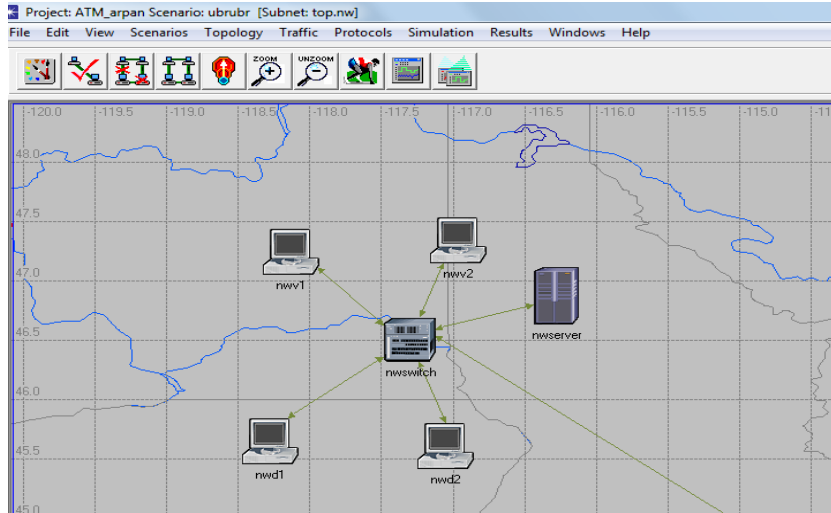 Project: ATM_arpan Scenario: ubrubr [Subnet: top.nw]
File Edit View Scenarios Topology Traffic Protocols Simulation Results Windows Help
ZOOM UNZOOM
-120.0 -119.5 -119.0 -118.5 -118.0 -117.5 -117.0 -116.5 -116.0 -115.5 -115.0 -11
48.0
47.5
47.0
nwv1 nwv2
46.5
nwserver
nwswitch
46.0
45.5
nwd1 nwd2
45.0